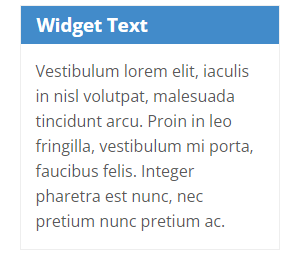 Widget Text
Vestibulum lorem elit, iaculis
in nisl volutpat, malesuada
tincidunt arcu. Proin in leo
fringilla, vestibulum mi porta,
faucibus felis. Integer
pharetra est nunc, nec
pretium nunc pretium ac.